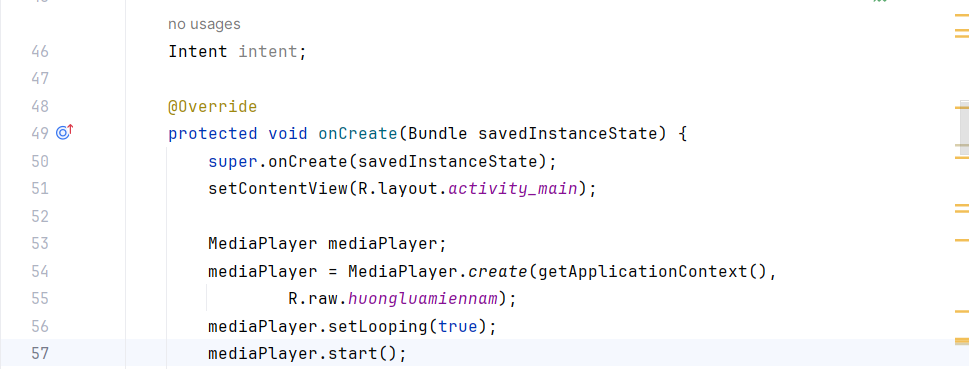 no usages
46 Intent intent;
47
48 @Override
49 protected void onCreate(Bundle savedInstanceState) {
50 super.onCreate(savedInstanceState);
51 setContentView(R.layout.activity_main);
52
53 MediaPlayer mediaPlayer;
54 mediaPlayer = MediaPlayer.create(getApplicationContext(),
55 R.raw.huongluamiennam);
56 mediaPlayer.setLooping(true);
57 mediaPlayer.start();